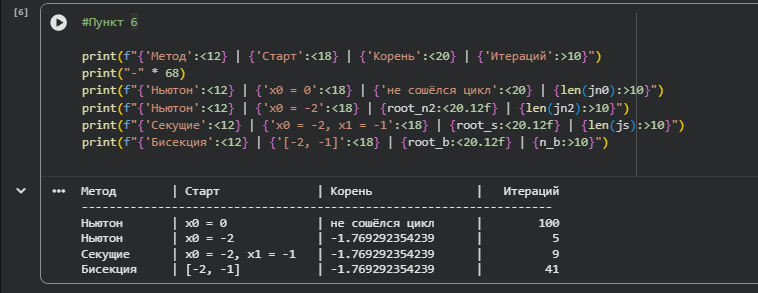 [6]
#Пункт 6
print(f"{'Метод':<12} | {'Старт':<18} | {'Корень':<20} | {'Итераций':>10}")
print("-" * 68)
print(f"{'Ньютон':<12} | {'x0 = 0':<18} | {'не сошёлся цикл':<20} | {len(jn0):>10}")
print(f"{'Ньютон':<12} | {'x0 = -2':<18} | {root_n2:<20.12f} | {len(jn2):>10}")
print(f"{'Секущие':<12} | {'x0 = -2, x1 = -1':<18} | {root_s:<20.12f} | {len(js):>10}")
print(f"{'Бисекция':<12} | {'[-2, -1]':<18} | {root_b:<20.12f} | {n_b:>10}")
Метод | Старт | Корень | Итераций
--------------------------------------------------------------------
Ньютон | x0 = 0 | не сошёлся цикл | 100
Ньютон | x0 = -2 | -1.769292354239 | 5
Секущие | x0 = -2, x1 = -1 | -1.769292354239 | 9
Бисекция | [-2, -1] | -1.769292354239 | 41